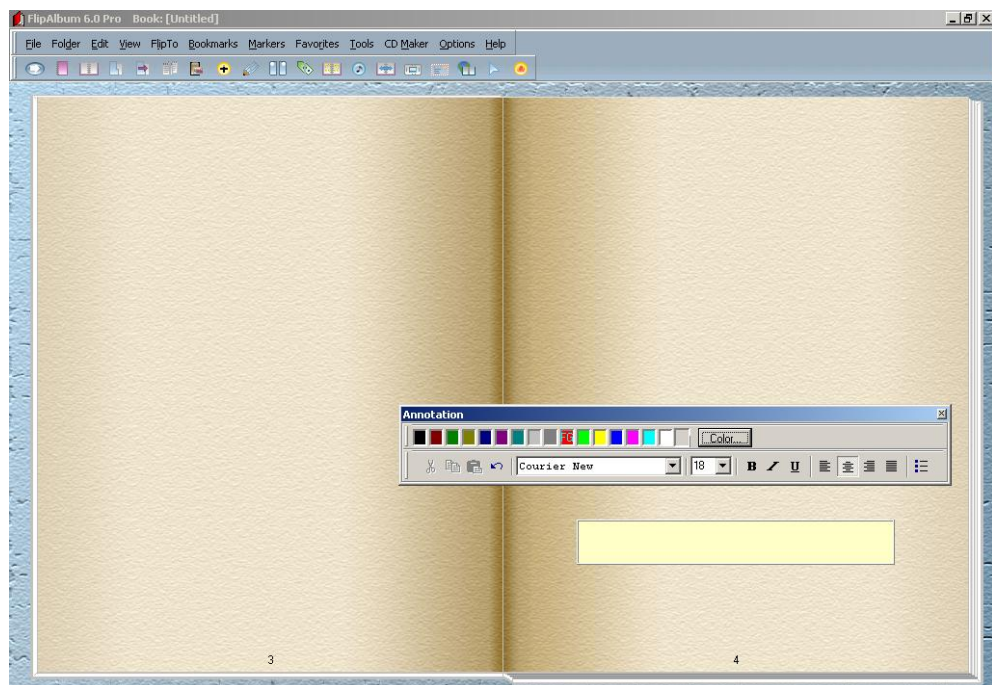 FlipAlbum 6.0 Pro Book: [Untitled]
File Folder Edit View FlipTo Bookmarks Markers Favorites Tools CD Maker Options Help
Annotation
FG
...Color...
Courier New 18 B I U
3 4